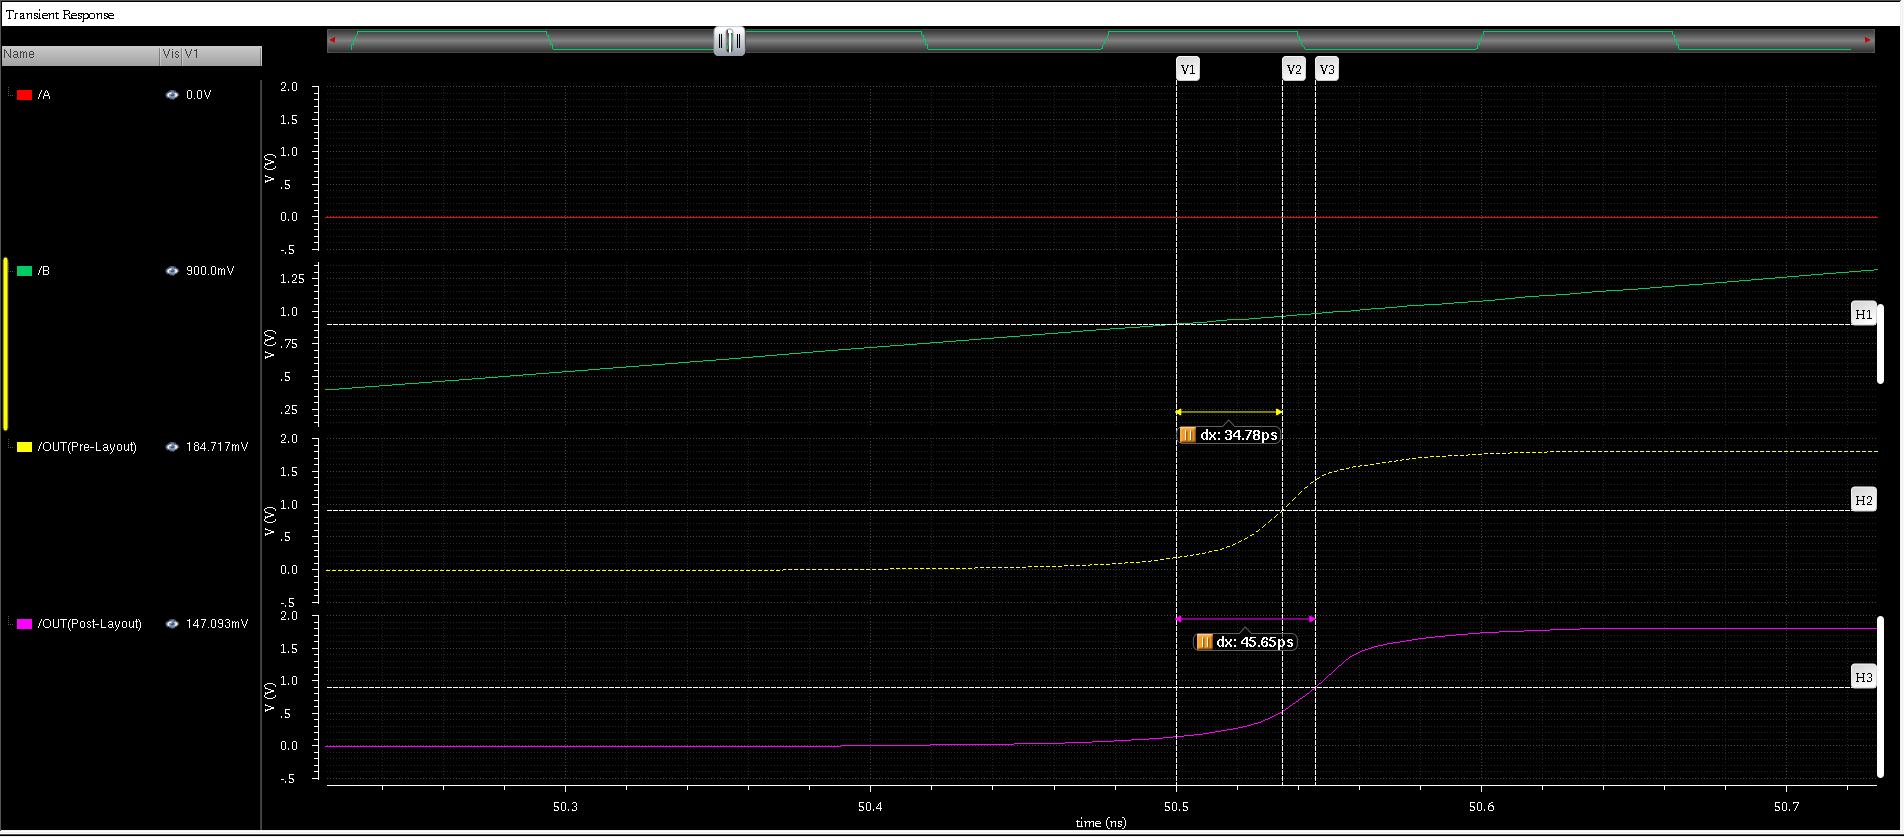 Transient Response
Name Vis V1
/A 0.0V
/B 900.0mV
/OUT(Pre-Layout) 184.717mV
/OUT(Post-Layout) 147.093mV
V1 V2 V3
2.0
1.5
1.0
.5
0.0
-.5
V (V)
1.25
1.0
.75
.5
.25
V (V)
H1
dx: 34.78ps
2.0
1.5
1.0
.5
0.0
-.5
V (V)
H2
dx: 45.65ps
2.0
1.5
1.0
.5
0.0
-.5
V (V)
H3
50.3 50.4 50.5 50.6 50.7
time (ns)